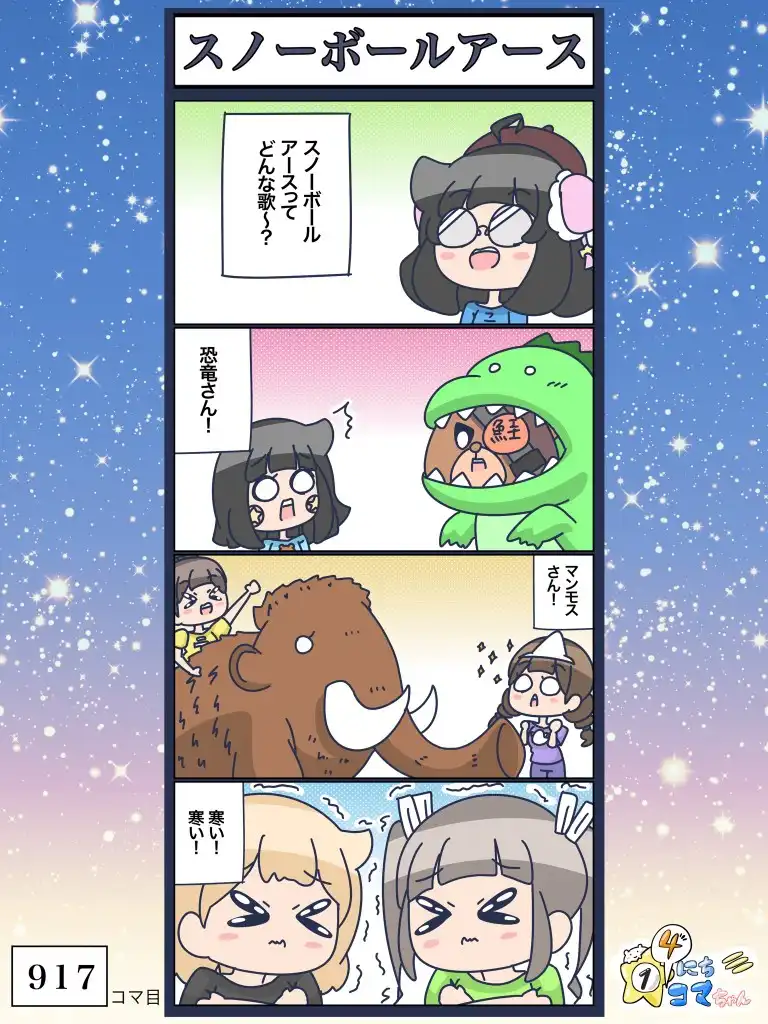 スノーボールアース
スノーボール
アースって
どんな歌〜？
恐竜さん！
鮭
マンモス
さん！
寒い！
寒い！
917
コマ目
1
4
にち
コマちゃん